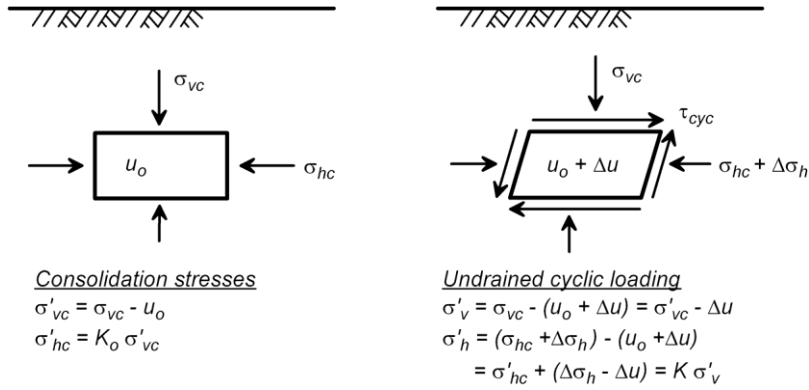 σvc
uo
σhc
Consolidation stresses
σ'vc = σvc - uo
σ'hc = Ko σ'vc
σvc
τcyc
uo + Δu
σhc + Δσh
Undrained cyclic loading
σ'v = σvc - (uo + Δu) = σ'vc - Δu
σ'h = (σhc +Δσh) - (uo +Δu)
= σ'hc + (Δσh - Δu) = K σ'v